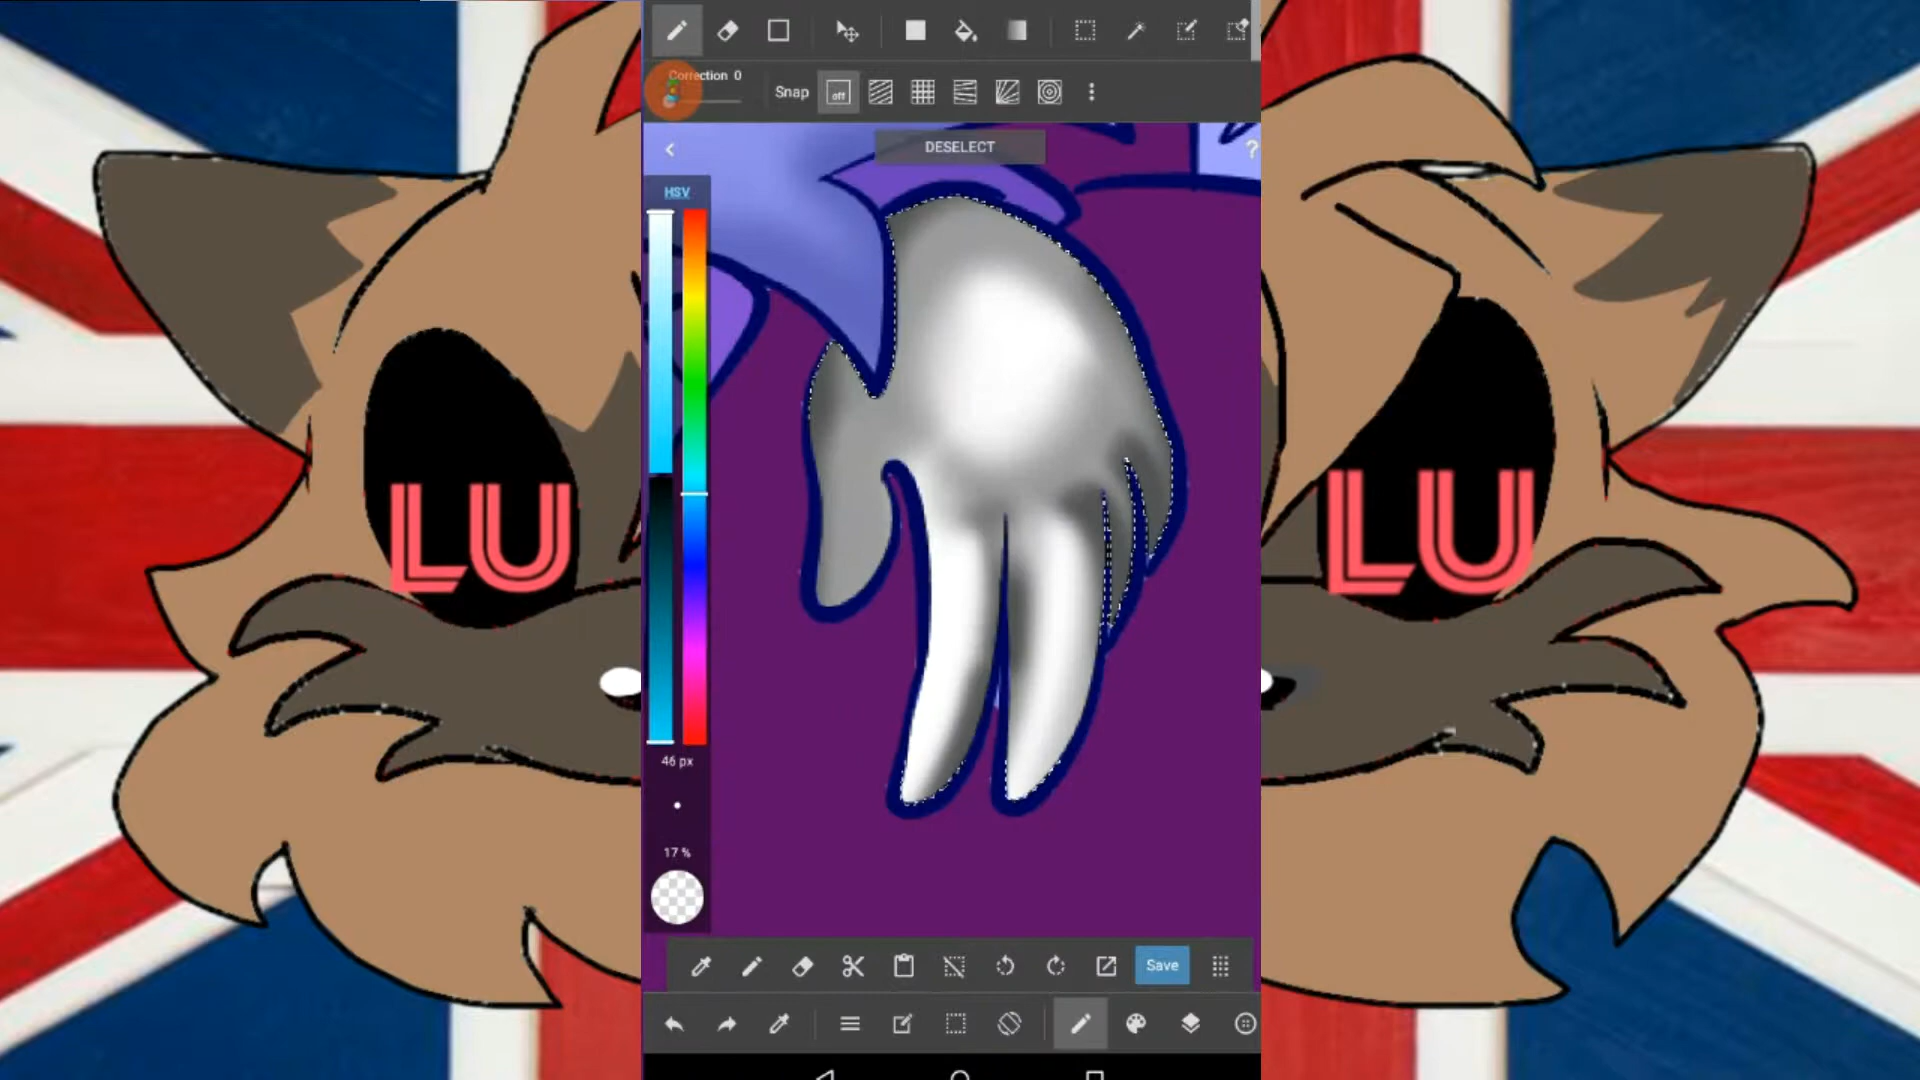 Correction 0
Snap
off
DESELECT
?
HSV
LU
LU
46 px
17 %
Save